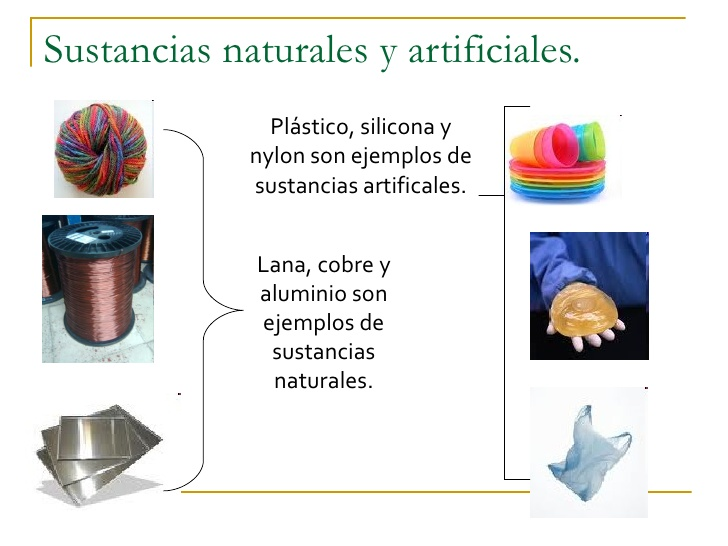 Sustancias naturales y artificiales.
Plástico, silicona y
nylon son ejemplos de
sustancias artificales.
Lana, cobre y
aluminio son
ejemplos de
sustancias
naturales.